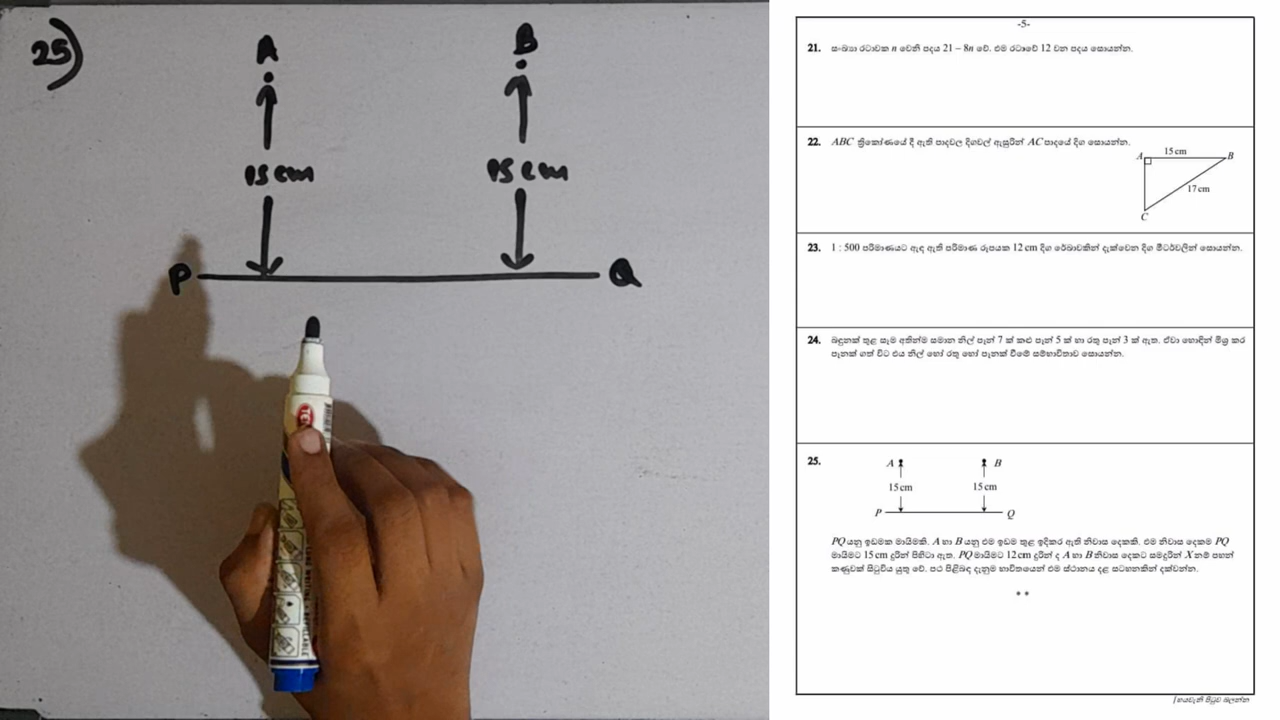 25)
A
B
15 cm
15 cm
P
Q
-5-
21. සංඛ්‍යා රටාවක n වෙනි පදය 21 – 8n වේ. එම රටාවේ 12 වන පදය සොයන්න.
22. ABC ත්‍රිකෝණයේ දී ඇති පාදවල දිගවල් ඇසුරින් AC පාදයේ දිග සොයන්න.
A
15 cm
B
17 cm
C
23. 1 : 500 පරිමාණයට ඇඳ ඇති පරිමාණ රූපයක 12 cm දිග රේඛාවකින් දැක්වෙන දිග මීටර්වලින් සොයන්න.
24. බඳුනක් තුළ සෑම අතින්ම සමාන නිල් පෑන් 7 ක් කළු පෑන් 5 ක් හා රතු පෑන් 3 ක් ඇත. ඒවා හොඳින් මිශ්‍ර කර
පෑනක් ගත් විට එය නිල් හෝ රතු හෝ පෑනක් වීමේ සම්භාවිතාව සොයන්න.
25.
A
B
15 cm
15 cm
P
Q
PQ යනු ඉඩමක මායිමකි. A හා B යනු එම ඉඩම තුළ ඉදිකර ඇති නිවාස දෙකකි. එම නිවාස දෙකම PQ
මායිමට 15 cm දුරින් පිහිටා ඇත. PQ මායිමට 12 cm දුරින් ද A හා B නිවාස දෙකට සමදුරින් X නම් පහන්
කණුවක් සිටුවිය යුතු වේ. පථ පිළිබඳ දැනුම භාවිතයෙන් එම ස්ථානය දළ සටහනකින් දක්වන්න.
* *
[හයවැනි පිටුව බලන්න